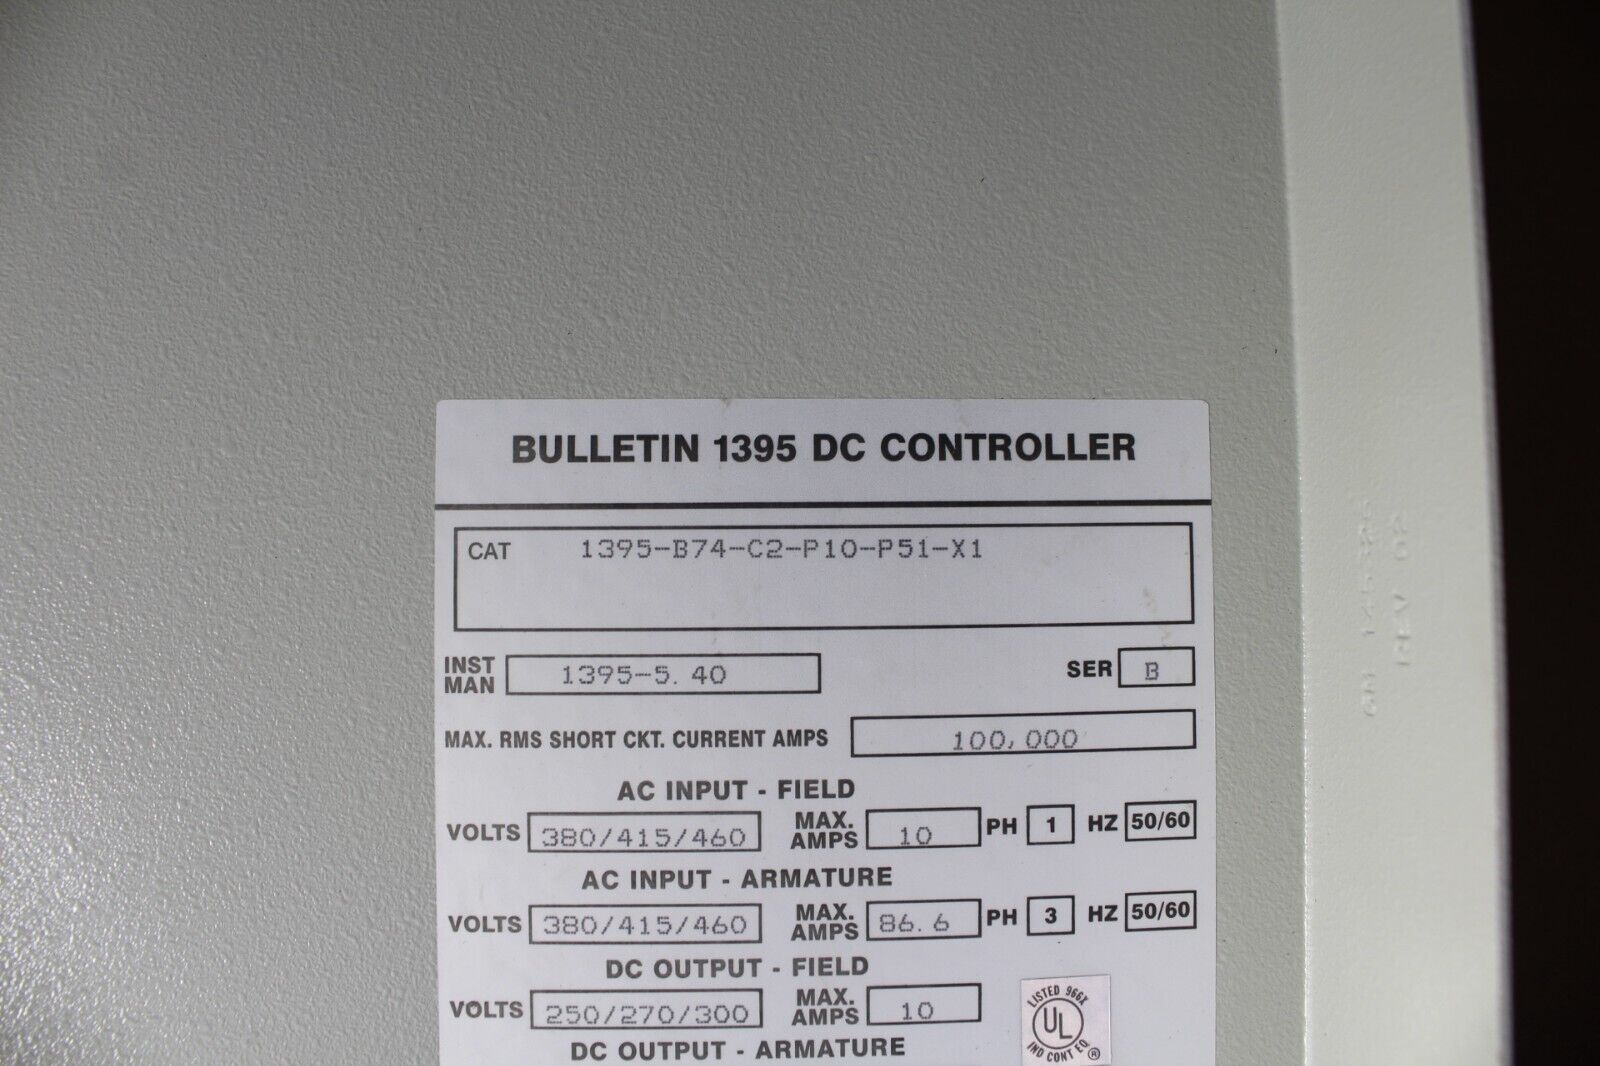 BULLETIN 1395 DC CONTROLLER
CAT 1395-B74-C2-P10-P51-X1
INST MAN 1395-5.40 SER B
MAX. RMS SHORT CKT. CURRENT AMPS 100,000
AC INPUT - FIELD
VOLTS 380/415/460 MAX. AMPS 10 PH 1 HZ 50/60
AC INPUT - ARMATURE
VOLTS 380/415/460 MAX. AMPS 86.6 PH 3 HZ 50/60
DC OUTPUT - FIELD
VOLTS 250/270/300 MAX. AMPS 10
LISTED 966X
UL
IND CONT EQ ®
DC OUTPUT - ARMATURE
REV 02